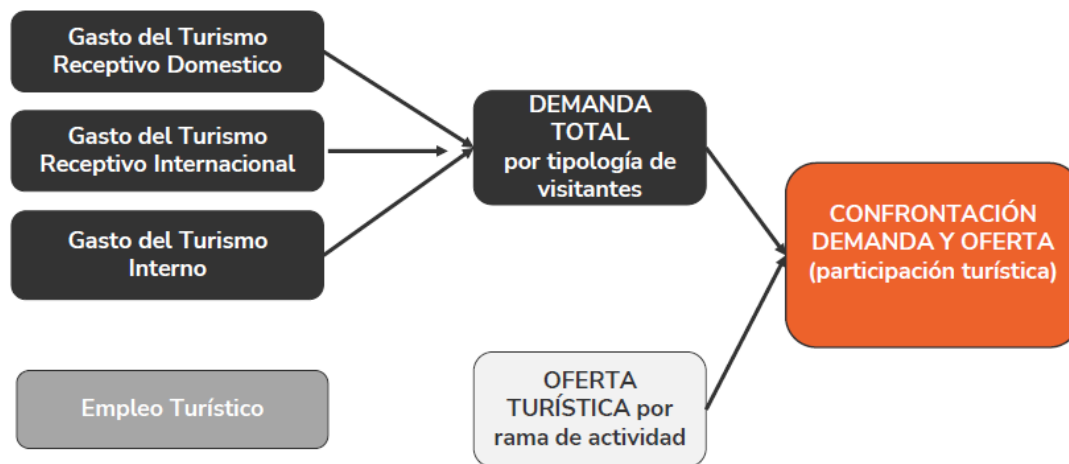 Gasto del Turismo
Receptivo Domestico
Gasto del Turismo
Receptivo Internacional
Gasto del Turismo
Interno
Empleo Turístico
DEMANDA
TOTAL
por tipología de
visitantes
OFERTA
TURÍSTICA por
rama de actividad
CONFRONTACIÓN
DEMANDA Y OFERTA
(participación turística)